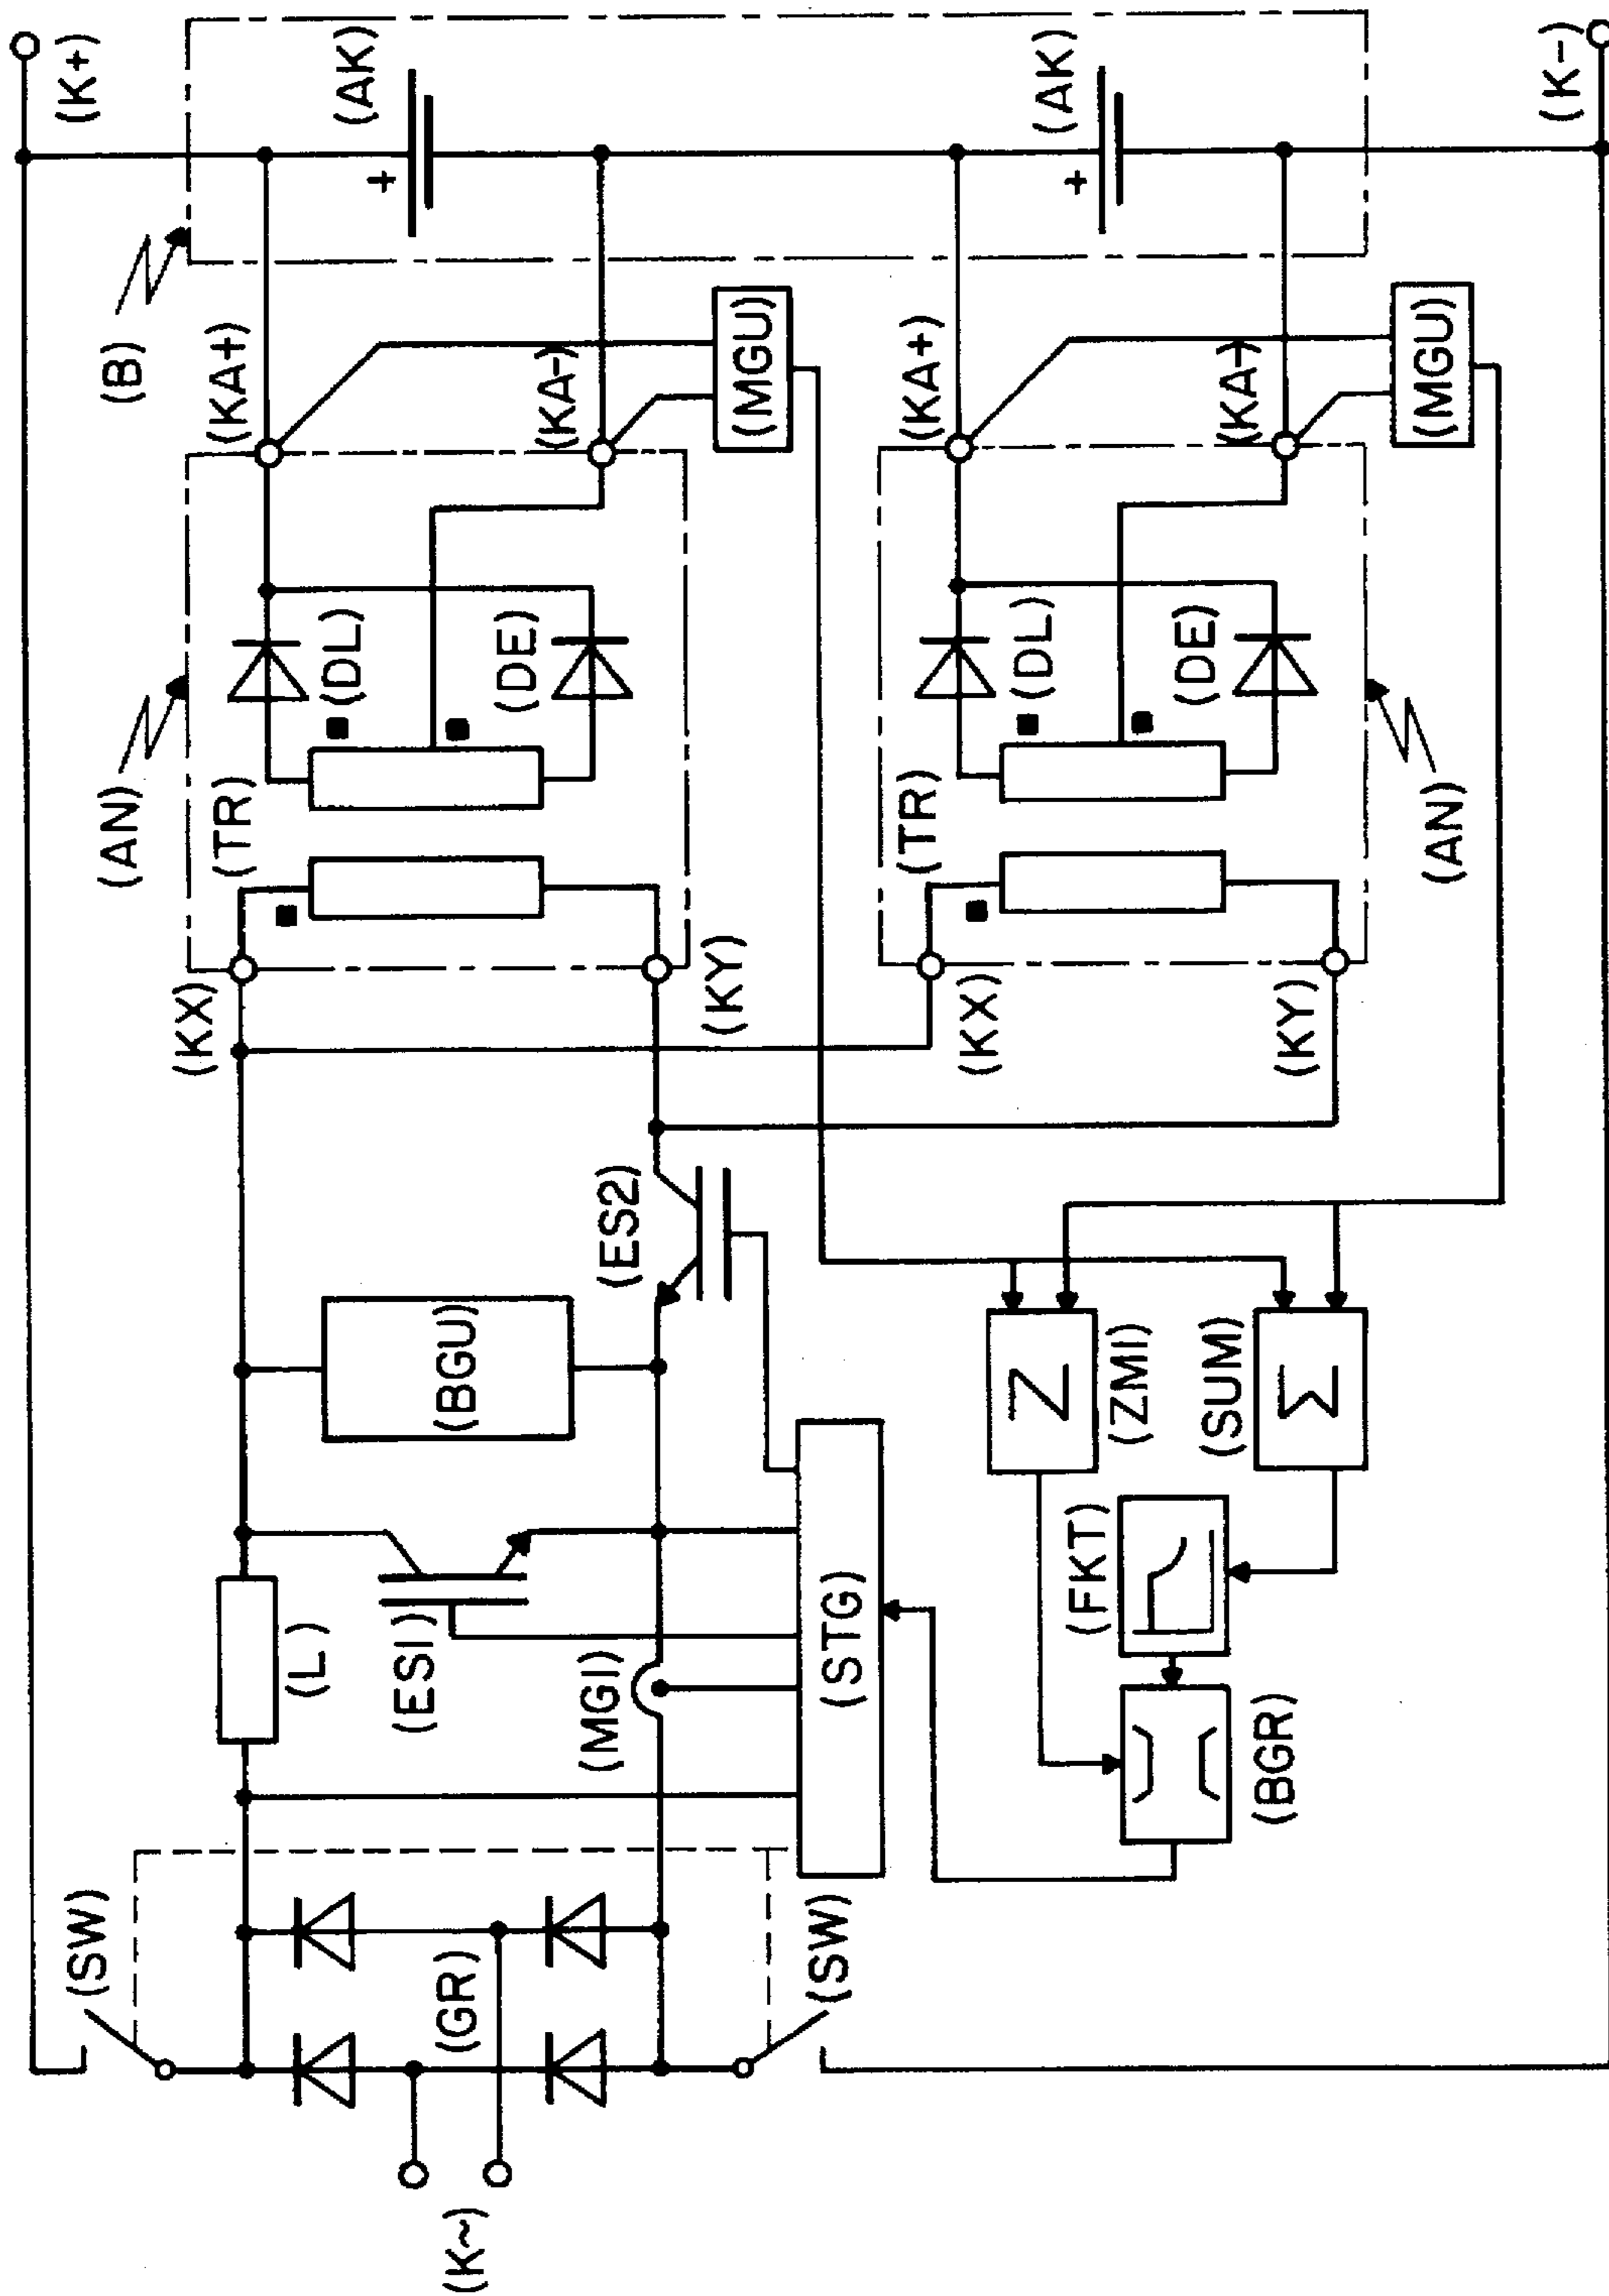 (SW)
(K+)
(AN)
(B)
(KX)
(TR)
(KA+)
(L)
(DL)
(AK)
+
(ESI)
(K~)
(GR)
(BGU)
(DE)
(KA-)
(MGI)
(ES2)
(KY)
(MGU)
(SW)
(STG)
(TR)
(KA+)
(KX)
Z
(DL)
(AK)
+
(FKT)
(ZMI)
(DE)
(SUM)
(KA-)
(BGR)
(KY)
Σ
(AN)
(MGU)
(K-)